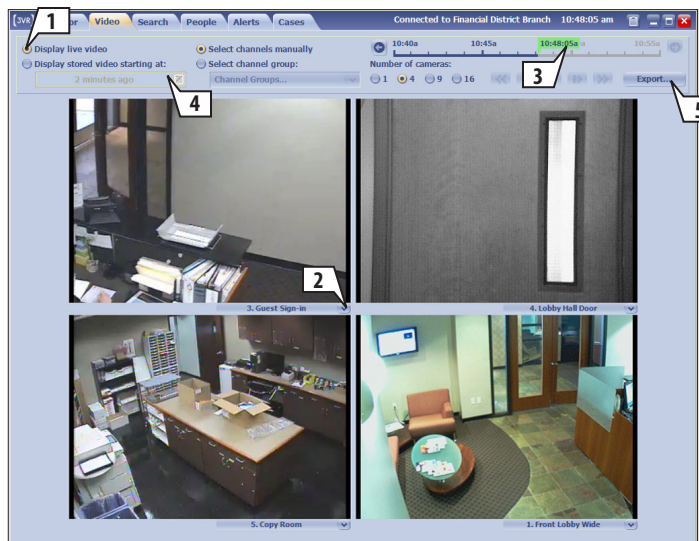 3VR or Video Search People Alerts Cases Connected to Financial District Branch 10:48:05 am
1
Display live video Select channels manually 10:40a 10:45a 10:48:05a 10:55a
Display stored video starting at: Select channel group: Number of cameras:
2 minutes ago Channel Groups... 1 4 9 16 Export...
3
4
5
2
3. Guest Sign-in 4. Lobby Hall Door
5. Copy Room 1. Front Lobby Wide